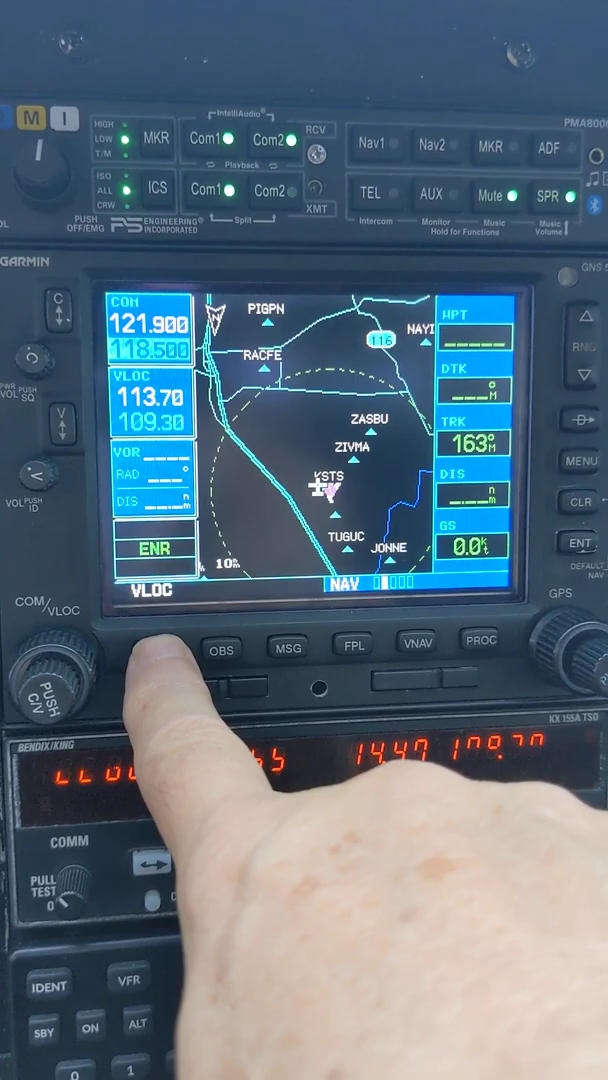 M I
HIGH
LOW
T/M
MKR
IntelliAudio®
Com1 Com2
RCV
Nav1 Nav2 MKR ADF
PMA8000
Playback
ISO
ALL
CRW
ICS
Com1 Com2
XMT
TEL AUX Mute SPR
Split
Intercom Monitor Music Music
Hold for Functions Volume
PUSH
OFF/EMG
PS ENGINEERING®
INCORPORATED
GARMIN
GNS
C
COM
121.900
118.500
VLOC
113.70
109.30
VOR
RAD
DIS
ENR
VLOC
PIGPN
RACFE
116
NAYI
ZASBU
ZIVMA
KSTS
TUGUC
JONNE
NAV
WPT
DTK
TRK
163°M
DIS
GS
0.0kt
RNG
D
MENU
CLR
ENT
DEFAULT
NAV
PWR
VOL PUSH
SQ
V
VOL PUSH
ID
COM/VLOC
PUSH
C/V
OBS MSG FPL VNAV PROC
GPS
BENDIX/KING
KX 155A TSO
COMM
PULL
TEST
0
IDENT VFR
SBY ON ALT
0 1